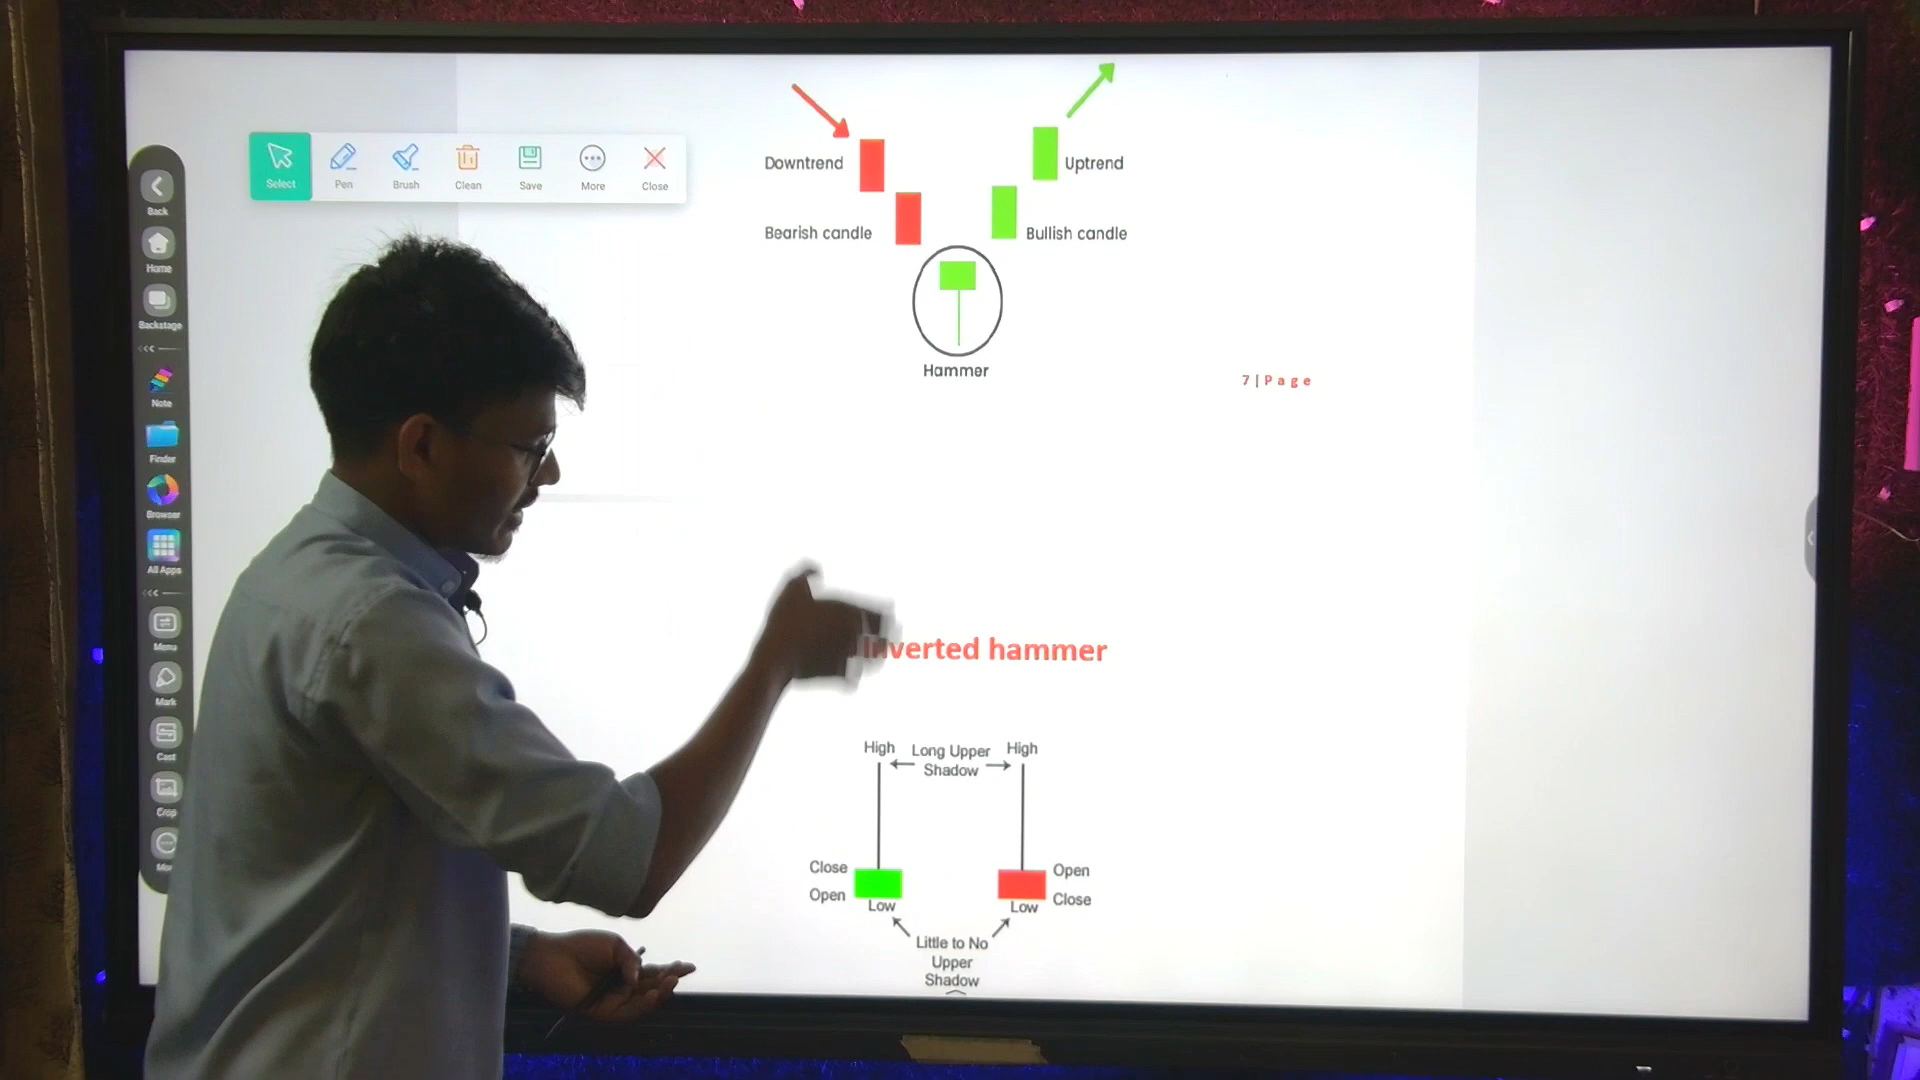 Downtrend
Uptrend
Select
Pen
Brush
Clean
Save
More
Close
Bearish candle
Bullish candle
Hammer
7 | P a g e
Back
Home
Backstage
Note
Finder
Browser
All Apps
Menu
Mark
Cast
Crop
Inverted hammer
High
Long Upper
Shadow
High
Close
Open
Low
Open
Close
Low
Little to No
Upper
Shadow